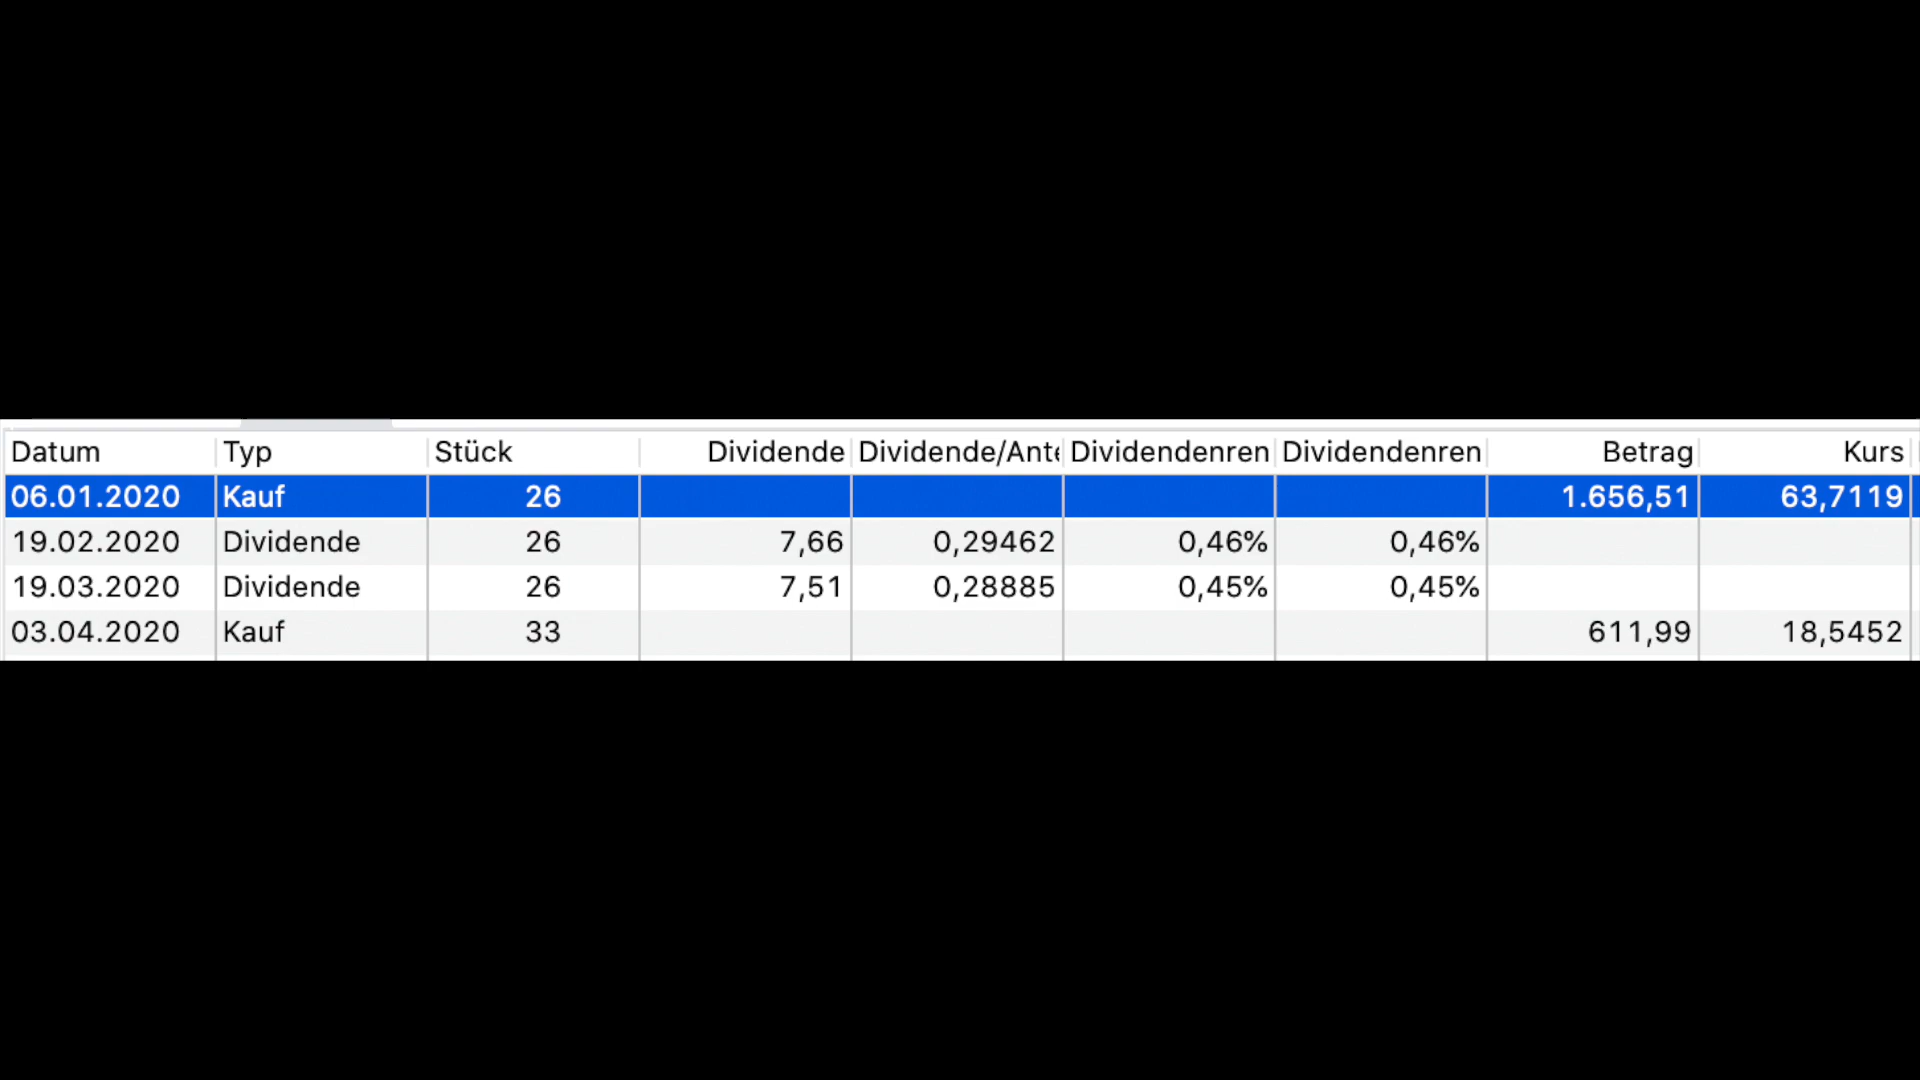 Datum Typ Stück Dividende Dividende/Ante Dividendenren Dividendenren Betrag Kurs
06.01.2020 Kauf 26 1.656,51 63,7119
19.02.2020 Dividende 26 7,66 0,29462 0,46% 0,46%
19.03.2020 Dividende 26 7,51 0,28885 0,45% 0,45%
03.04.2020 Kauf 33 611,99 18,5452